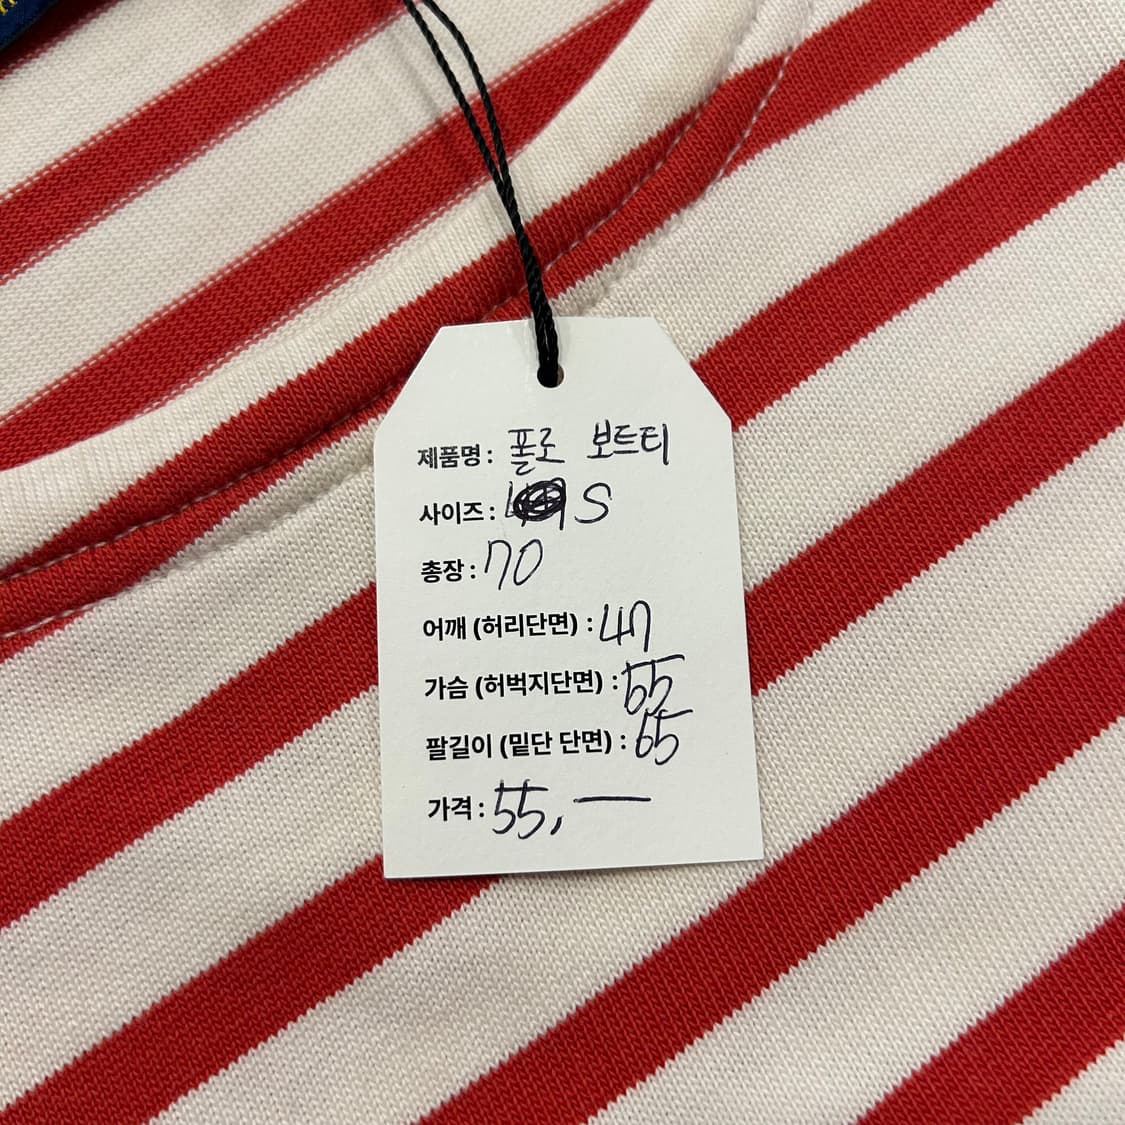 제품명: 폴로 보트티
사이즈: S
총장: 70
어깨 (허리단면) : 47
가슴 (허벅지단면) : 55
팔길이 (밑단 단면) : 65
가격: 55,—